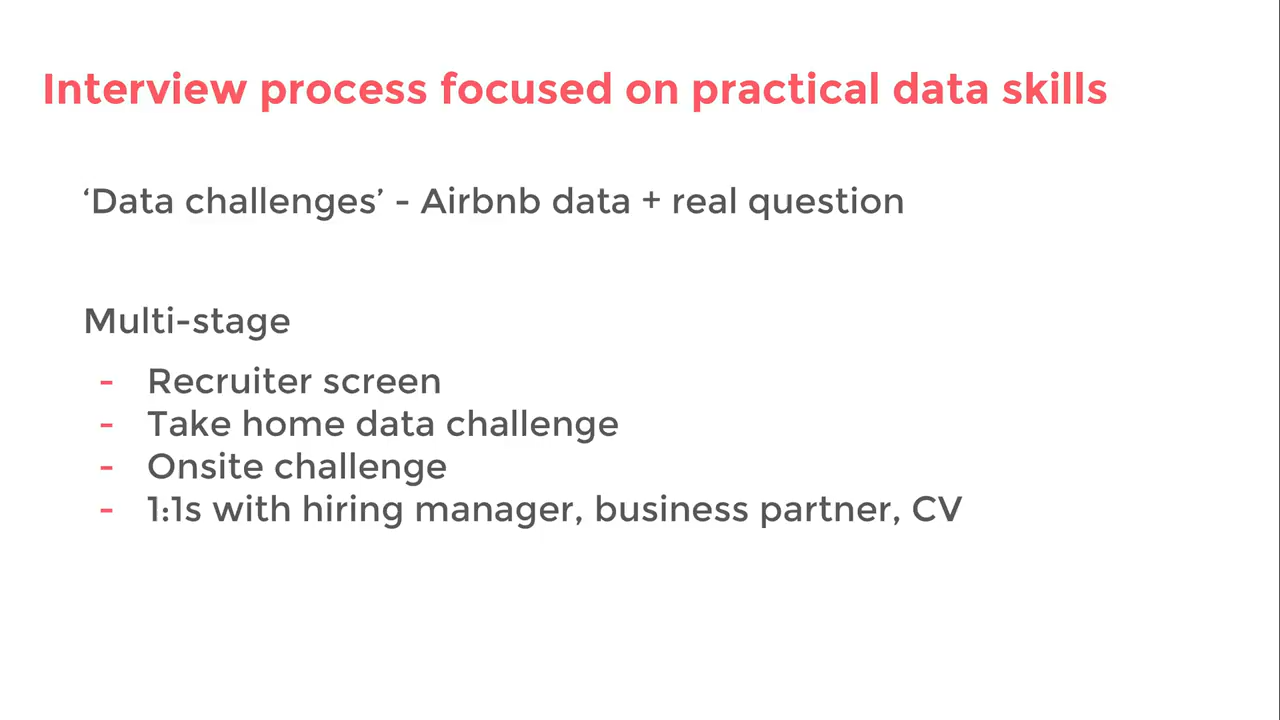 Interview process focused on practical data skills
‘Data challenges’ - Airbnb data + real question
Multi-stage
- Recruiter screen
- Take home data challenge
- Onsite challenge
- 1:1s with hiring manager, business partner, CV